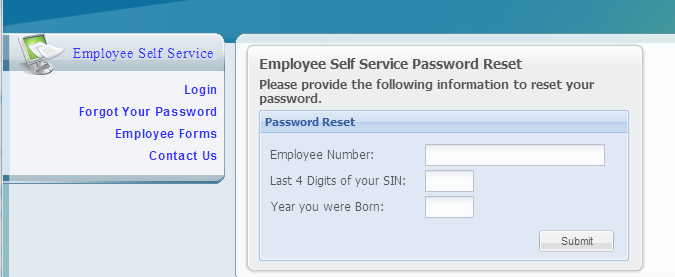 Employee Self Service
Login
Forgot Your Password
Employee Forms
Contact Us
Employee Self Service Password Reset
Please provide the following information to reset your
password.
Password Reset
Employee Number:
Last 4 Digits of your SIN:
Year you were Born:
Submit